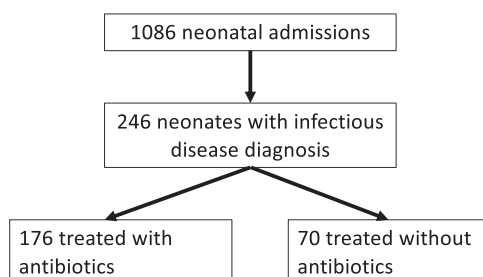 1086 neonatal admissions
246 neonates with infectious
disease diagnosis
176 treated with
antibiotics
70 treated without
antibiotics